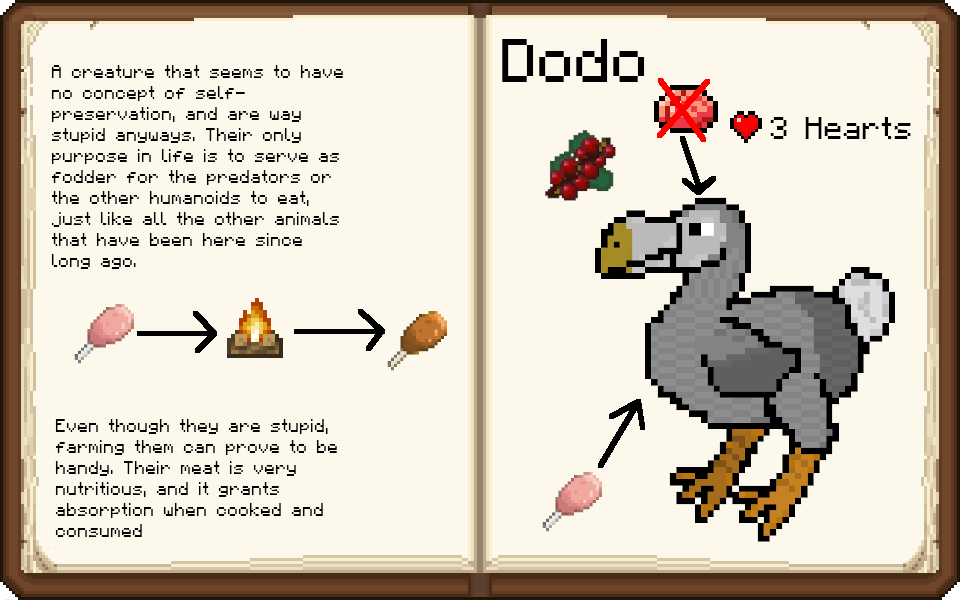 A creature that seems to have
no concept of self-
preservation, and are way
stupid anyways. Their only
purpose in life is to serve as
fodder for the predators or
the other humanoids to eat,
just like all the other animals
that have been here since
long ago.
Even though they are stupid,
farming them can prove to be
handy. Their meat is very
nutritious, and it grants
absorption when cooked and
consumed
Dodo
3 Hearts